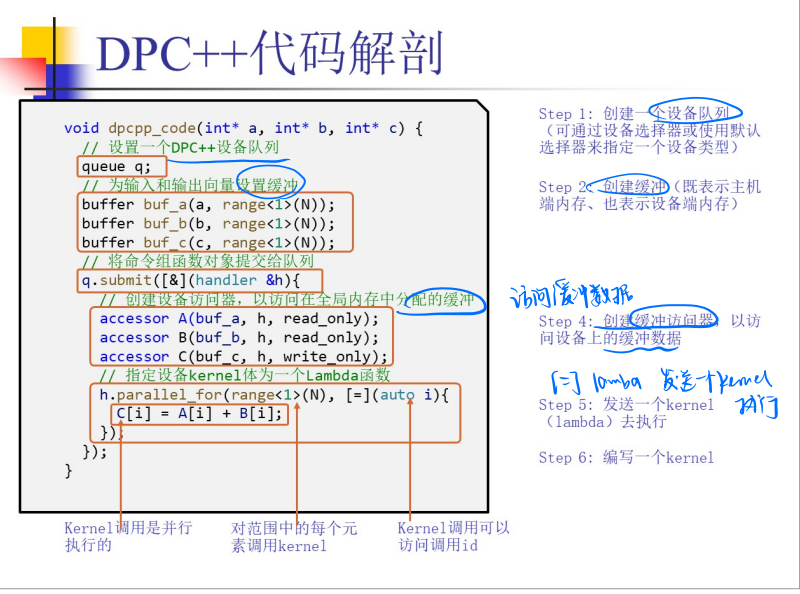 DPC++代码解剖
void dpcpp_code(int* a, int* b, int* c) {
// 设置一个DPC++设备队列
queue q;
// 为输入和输出向量设置缓冲
buffer buf_a(a, range<1>(N));
buffer buf_b(b, range<1>(N));
buffer buf_c(c, range<1>(N));
// 将命令组函数对象提交给队列
q.submit([&](handler &h){
// 创建设备访问器，以访问在全局内存中分配的缓冲
accessor A(buf_a, h, read_only);
accessor B(buf_b, h, read_only);
accessor C(buf_c, h, write_only);
// 指定设备kernel体为一个Lambda函数
h.parallel_for(range<1>(N), [=](auto i){
C[i] = A[i] + B[i];
});
});
}
Kernel调用是并行
执行的
对范围中的每个元
素调用kernel
Kernel调用可以
访问调用id
Step 1: 创建一个设备队列
（可通过设备选择器或使用默认
选择器来指定一个设备类型）
Step 2: 创建缓冲（既表示主机
端内存、也表示设备端内存）
访问缓冲数据
Step 4: 创建缓冲访问器，以访
问设备上的缓冲数据
[=] lamba 发送一个kernel
执行
Step 5: 发送一个kernel
（lambda）去执行
Step 6: 编写一个kernel